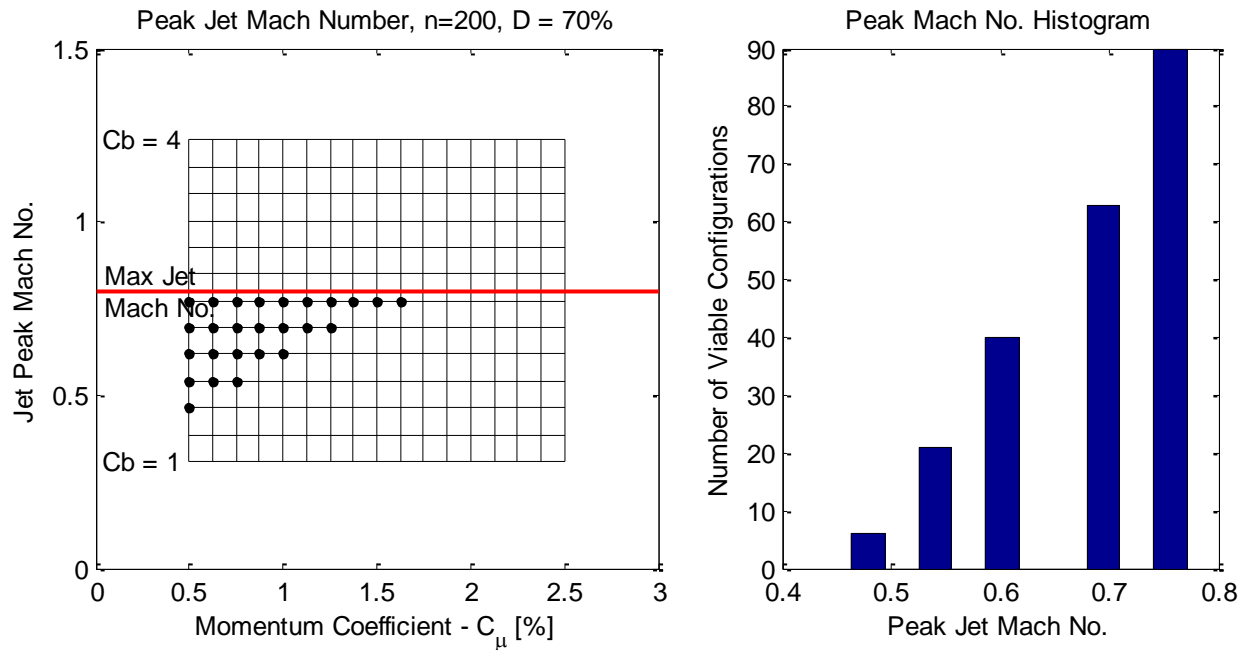 Peak Jet Mach Number, n=200, D = 70%
1.5
Cb = 4
1
Max Jet
Mach No.
0.5
Cb = 1
0
0 0.5 1 1.5 2 2.5 3
Jet Peak Mach No.
Momentum Coefficient - Cμ [%]
Peak Mach No. Histogram
90
80
70
60
50
40
30
20
10
0
0.4 0.5 0.6 0.7 0.8
Number of Viable Configurations
Peak Jet Mach No.